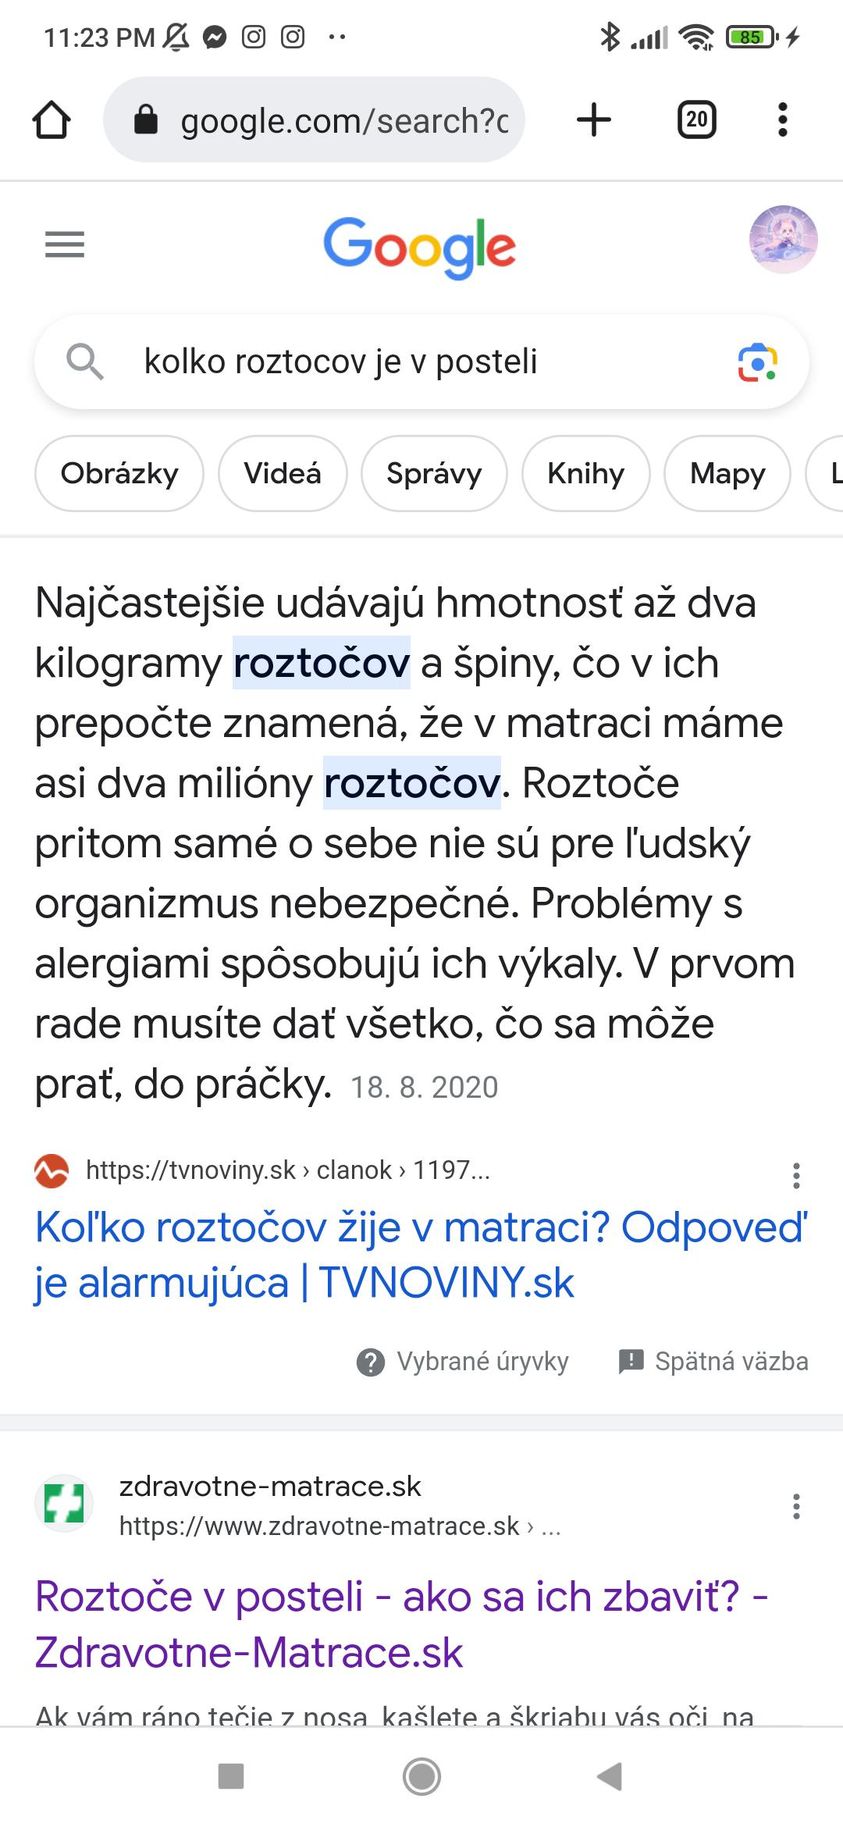 11:23 PM
85
google.com/search?c
20
Google
kolko roztocov je v posteli
Obrázky Videá Správy Knihy Mapy L
Najčastejšie udávajú hmotnosť až dva
kilogramy roztočov a špiny, čo v ich
prepočte znamená, že v matraci máme
asi dva milióny roztočov. Roztoče
pritom samé o sebe nie sú pre ľudský
organizmus nebezpečné. Problémy s
alergiami spôsobujú ich výkaly. V prvom
rade musíte dať všetko, čo sa môže
prať, do práčky. 18. 8. 2020
https://tvnoviny.sk › clanok › 1197...
Koľko roztočov žije v matraci? Odpoveď
je alarmujúca | TVNOVINY.sk
Vybrané úryvky Spätná väzba
zdravotne-matrace.sk
https://www.zdravotne-matrace.sk › ...
Roztoče v posteli - ako sa ich zbaviť? -
Zdravotne-Matrace.sk
Ak vám ráno tečie z nosa, kašlete a škriabu vás oči, na